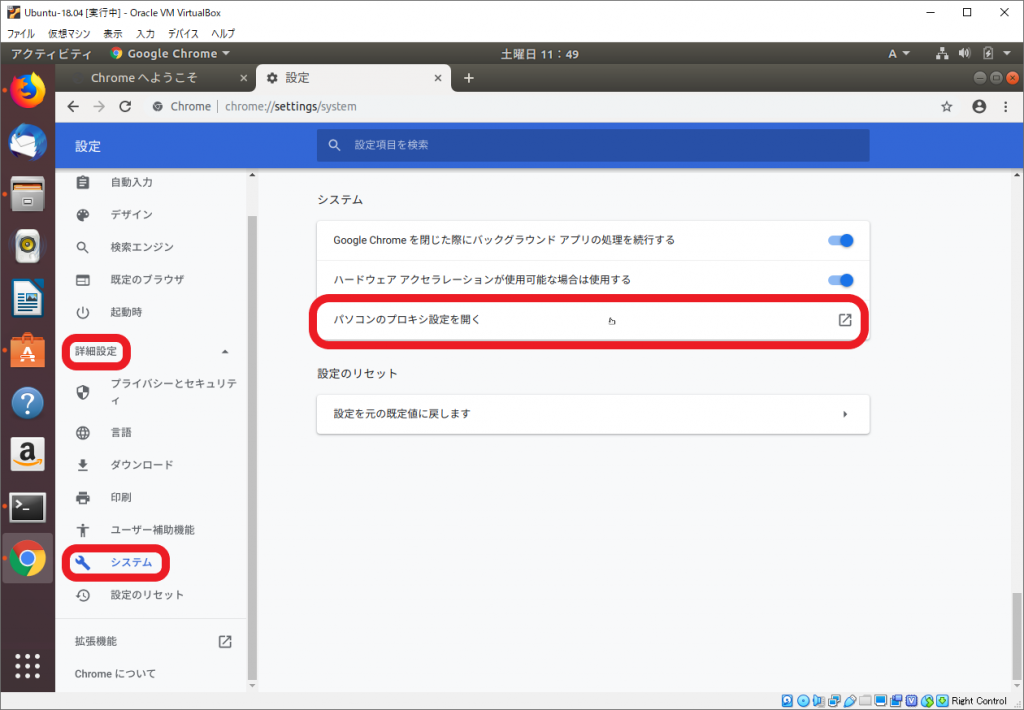 Ubuntu-18.04 [実行中] - Oracle VM VirtualBox
ファイル 仮想マシン 表示 入力 デバイス ヘルプ
アクティビティ Google Chrome 土曜日 11：49 A
Chrome へようこそ 設定
Chrome chrome://settings/system
設定 設定項目を検索
自動入力
デザイン
検索エンジン
既定のブラウザ
起動時
詳細設定
プライバシーとセキュリテ
ィ
言語
ダウンロード
印刷
ユーザー補助機能
システム
設定のリセット
拡張機能
Chrome について
システム
Google Chrome を閉じた際にバックグラウンド アプリの処理を続行する
ハードウェア アクセラレーションが使用可能な場合は使用する
パソコンのプロキシ設定を開く
設定のリセット
設定を元の既定値に戻します
Right Control